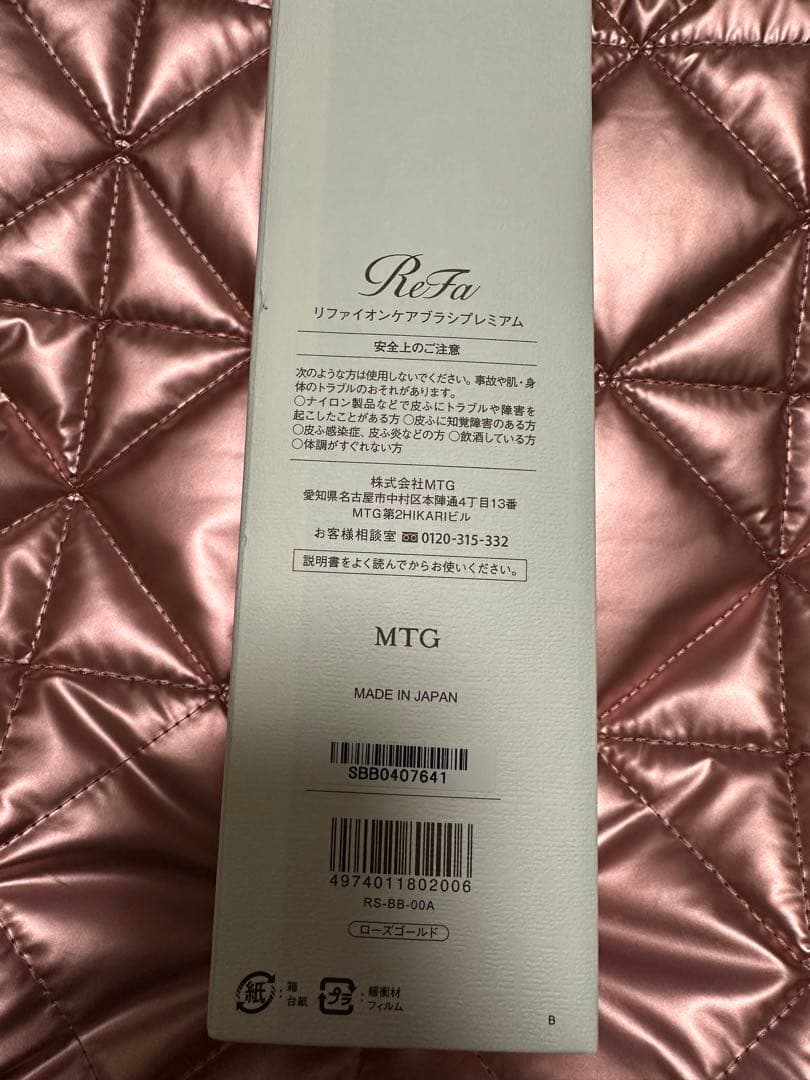 ReFa
リファイオンケアブラシプレミアム
安全上のご注意
次のような方は使用しないでください。事故や肌・身
体のトラブルのおそれがあります。
○ナイロン製品などで皮ふにトラブルや障害を
起こしたことがある方 ○皮ふに知覚障害のある方
○皮ふ感染症、皮ふ炎などの方 ○飲酒している方
○体調がすぐれない方
株式会社MTG
愛知県名古屋市中村区本陣通4丁目13番
MTG第2HIKARIビル
お客様相談室 0120-315-332
説明書をよく読んでからお使いください。
MTG
MADE IN JAPAN
SBB0407641
4974011802006
RS-BB-00A
ローズゴールド
紙 : 箱
台紙
プラ : 緩衝材
フィルム
B